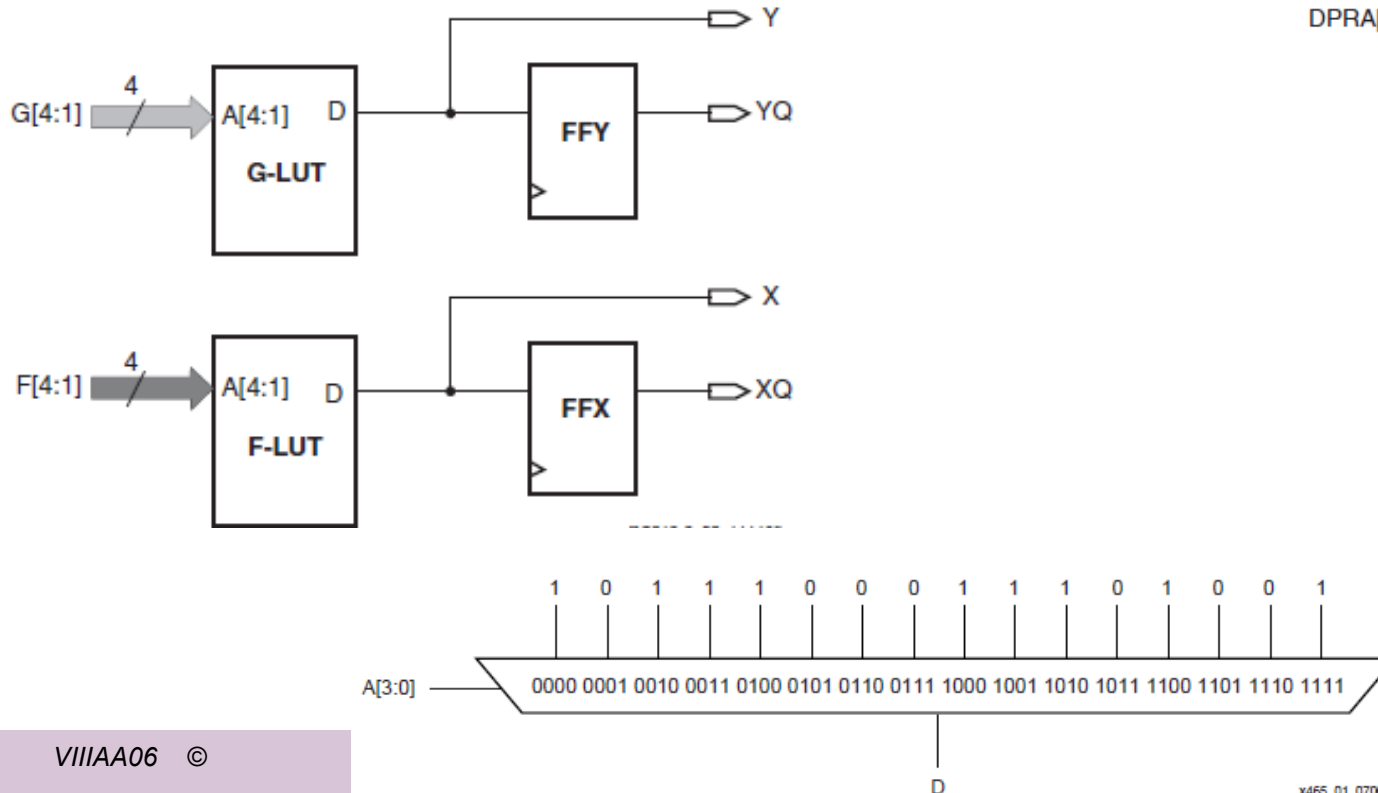 Y
DPRA[
4
G[4:1]
A[4:1] D
G-LUT
FFY
YQ
X
4
F[4:1]
A[4:1] D
F-LUT
FFX
XQ
1 0 1 1 1 0 0 0 1 1 1 0 1 0 0 1
A[3:0]
0000 0001 0010 0011 0100 0101 0110 0111 1000 1001 1010 1011 1100 1101 1110 1111
D
VIIIAA06 ©